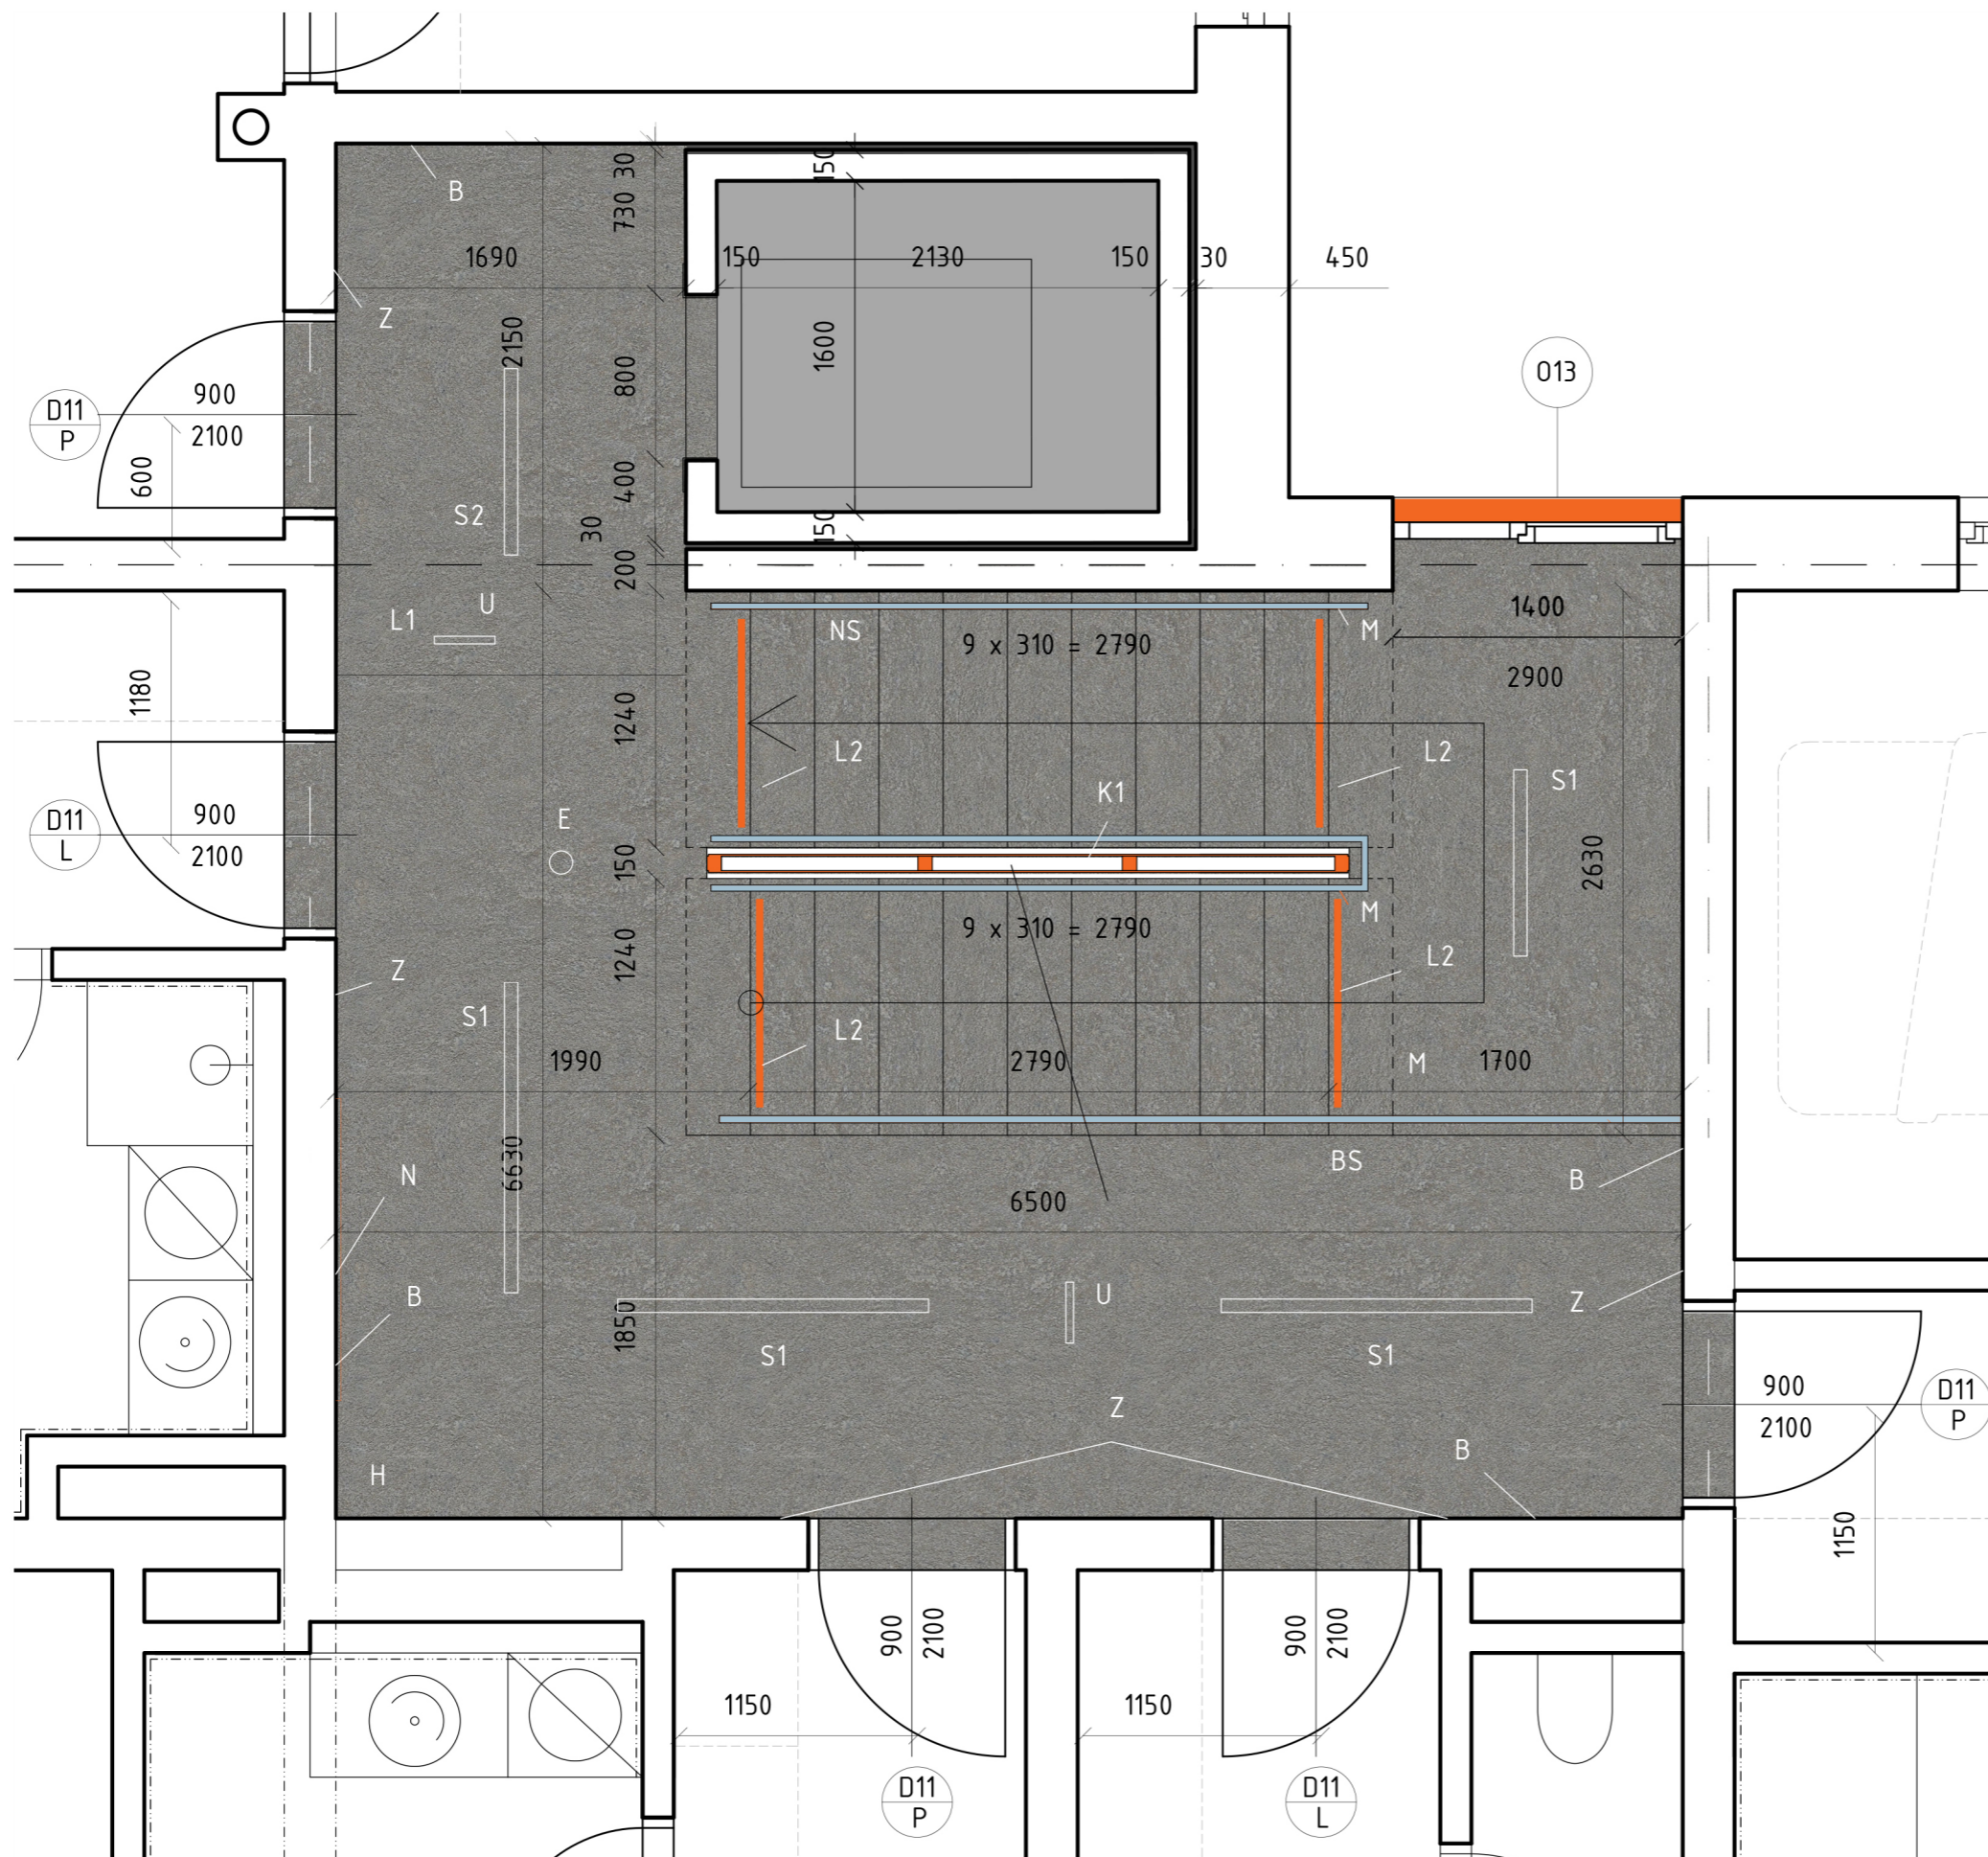 B
30
730
150
1690
150
2130
150
30
450
Z
2150
800
1600
O13
D11
P
900
2100
600
S2
400
30
150
200
1400
L1
U
NS
9 x 310 = 2790
M
2900
1180
1240
L2
L2
K1
S1
D11
L
900
2100
E
150
2630
9 x 310 = 2790
M
1240
Z
L2
S1
L2
1990
2790
M
1700
N
6630
BS
B
6500
B
U
Z
1850
S1
S1
Z
900
2100
D11
P
H
B
1150
900
2100
900
2100
1150
1150
D11
P
D11
L